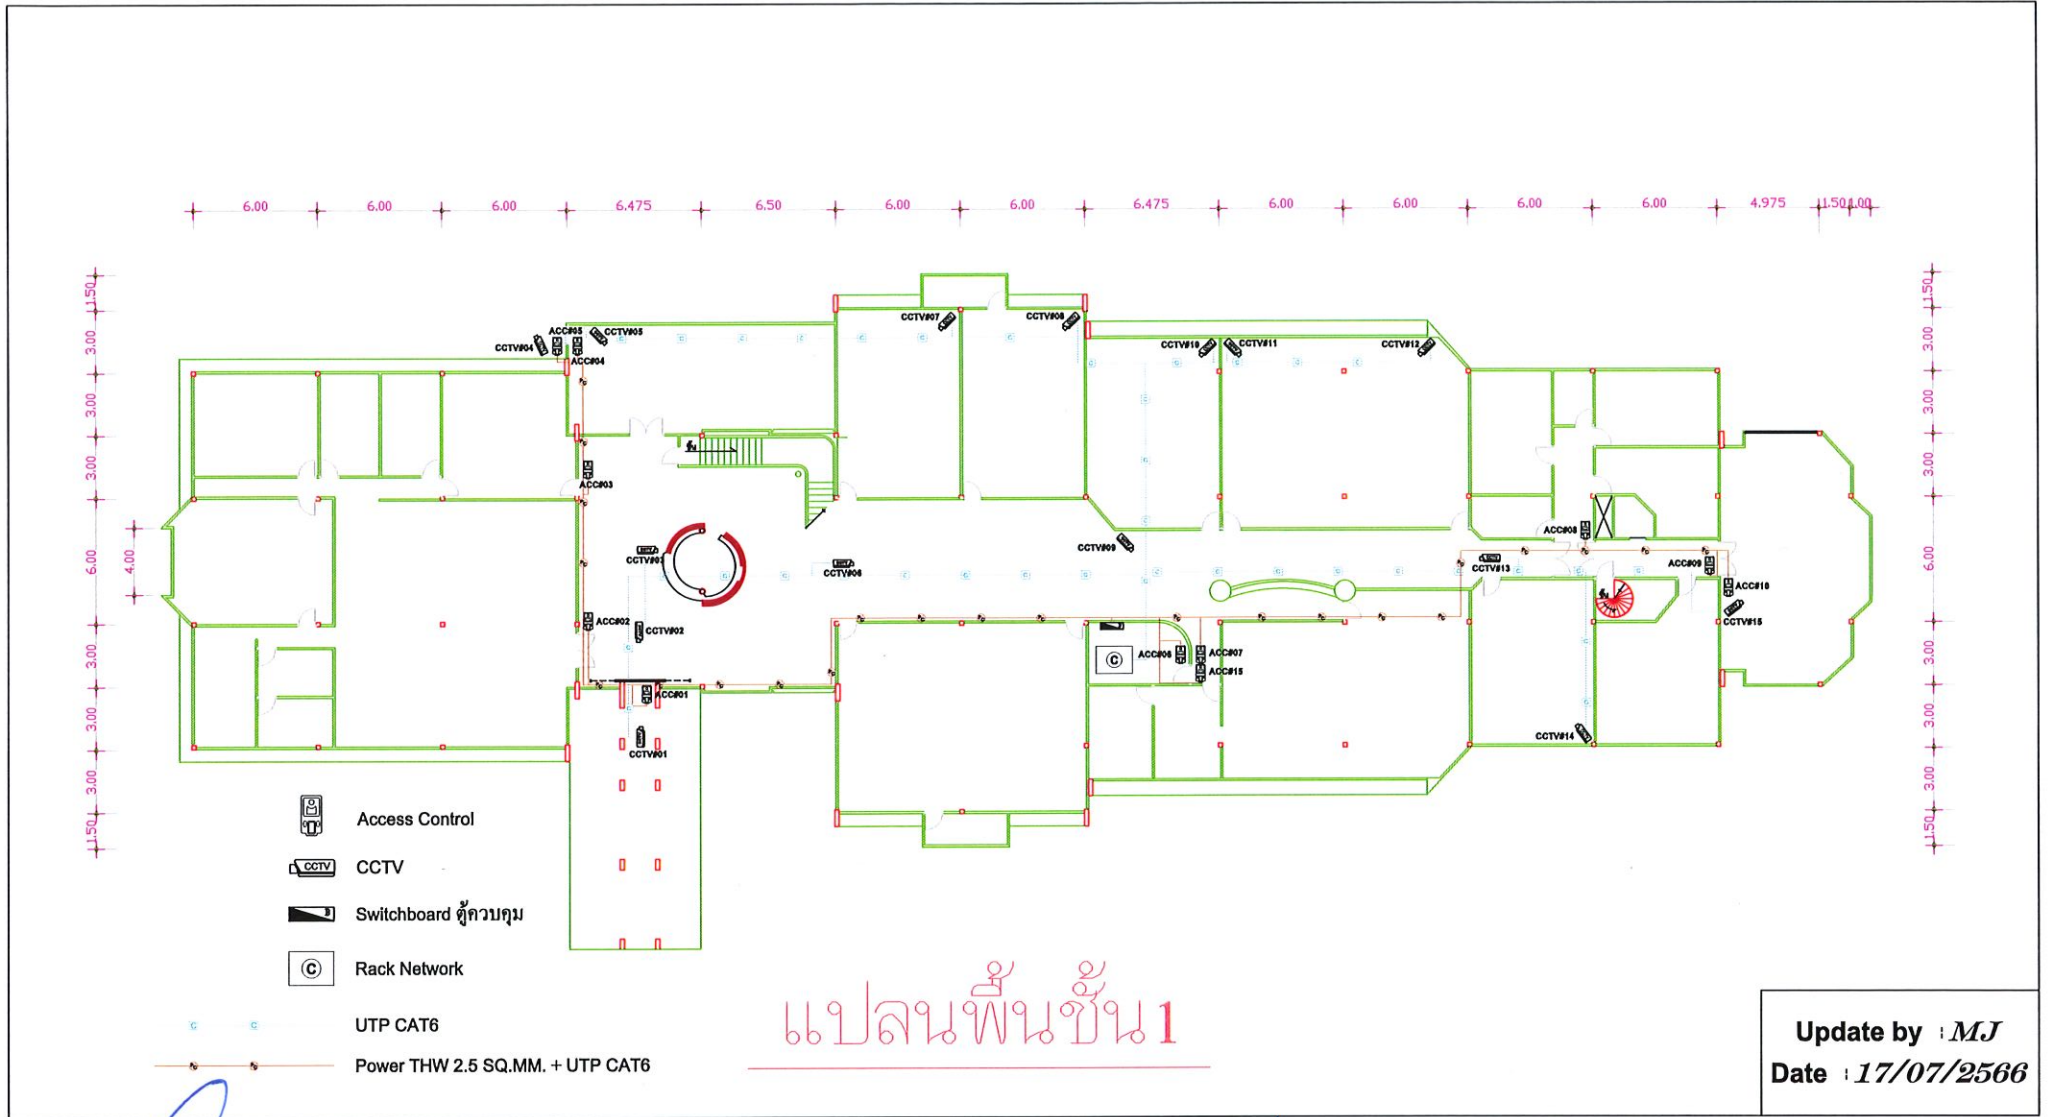 6.00 6.00 6.00 6.475 6.50 6.00 6.00 6.475 6.00 6.00 6.00 6.00 4.975 1.50 1.00
1.50
3.00
3.00
3.00
6.00
4.00
3.00
3.00
3.00
1.50
1.50
3.00
3.00
3.00
6.00
3.00
3.00
3.00
1.50
CCTV#04
ACC#05
ACC#04
CCTV#05
CCTV#07
CCTV#08
CCTV#10
CCTV#11
CCTV#12
ACC#03
CCTV#03
CCTV#06
CCTV#09
CCTV#13
ACC#08
ACC#09
ACC#10
CCTV#15
ACC#02
CCTV#02
ACC#01
CCTV#01
ACC#06
ACC#07
ACC#15
C
CCTV#14
Access Control
CCTV CCTV
Switchboard ตู้ควบคุม
C Rack Network
C C UTP CAT6
Power THW 2.5 SQ.MM. + UTP CAT6
แปลนพื้นชั้น1
Update by : MJ
Date : 17/07/2566